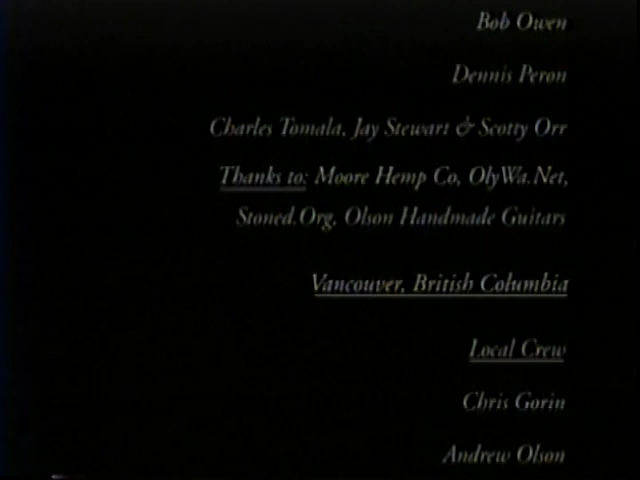 Bob Owen
Dennis Peron
Charles Tomala, Jay Stewart & Scotty Orr
Thanks to: Moore Hemp Co, OlyWa.Net,
Stoned.Org, Olson Handmade Guitars
Vancouver, British Columbia
Local Crew
Chris Gorin
Andrew Olson